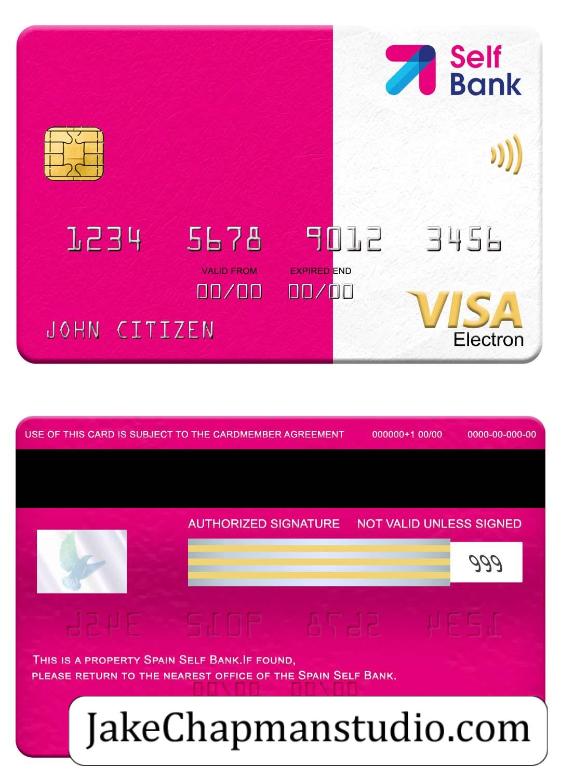 Self
Bank
1234 5678 9012 3456
VALID FROM EXPIRED END
00/00 00/00
JOHN CITIZEN
VISA
Electron
USE OF THIS CARD IS SUBJECT TO THE CARDMEMBER AGREEMENT 000000+1 00/00 0000-00-000-00
AUTHORIZED SIGNATURE NOT VALID UNLESS SIGNED
999
THIS IS A PROPERTY SPAIN SELF BANK.IF FOUND,
PLEASE RETURN TO THE NEAREST OFFICE OF THE SPAIN SELF BANK.
JakeChapmanstudio.com